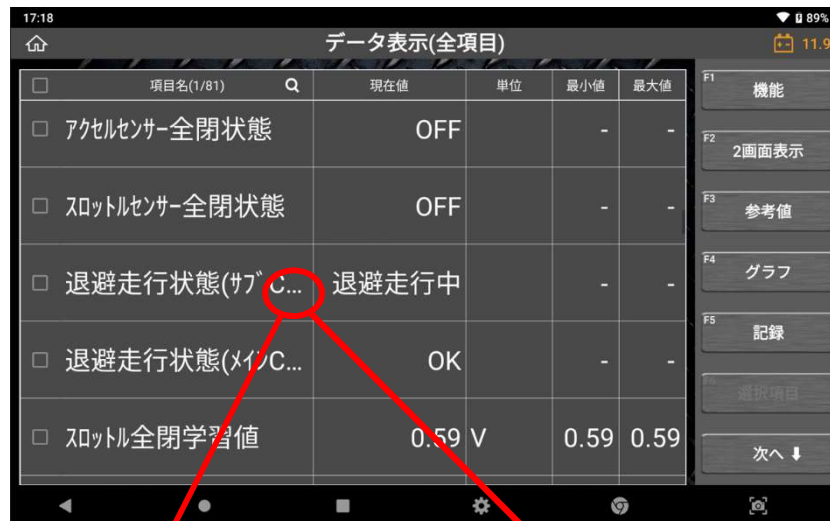 17:18
89%
データ表示(全項目)
11.9
項目名(1/81)
現在値
単位
最小値
最大値
ｱｸｾﾙｾﾝｻｰ全閉状態
OFF
-
-
ｽﾛｯﾄﾙｾﾝｻｰ全閉状態
OFF
-
-
退避走行状態(ｻﾌﾞC...
退避走行中
-
-
退避走行状態(ﾒｲﾝC...
OK
-
-
ｽﾛｯﾄﾙ全閉学習値
0.59
V
0.59
0.59
F1
機能
F2
2画面表示
F3
参考値
F4
グラフ
F5
記録
F6
選択項目
次へ⬇